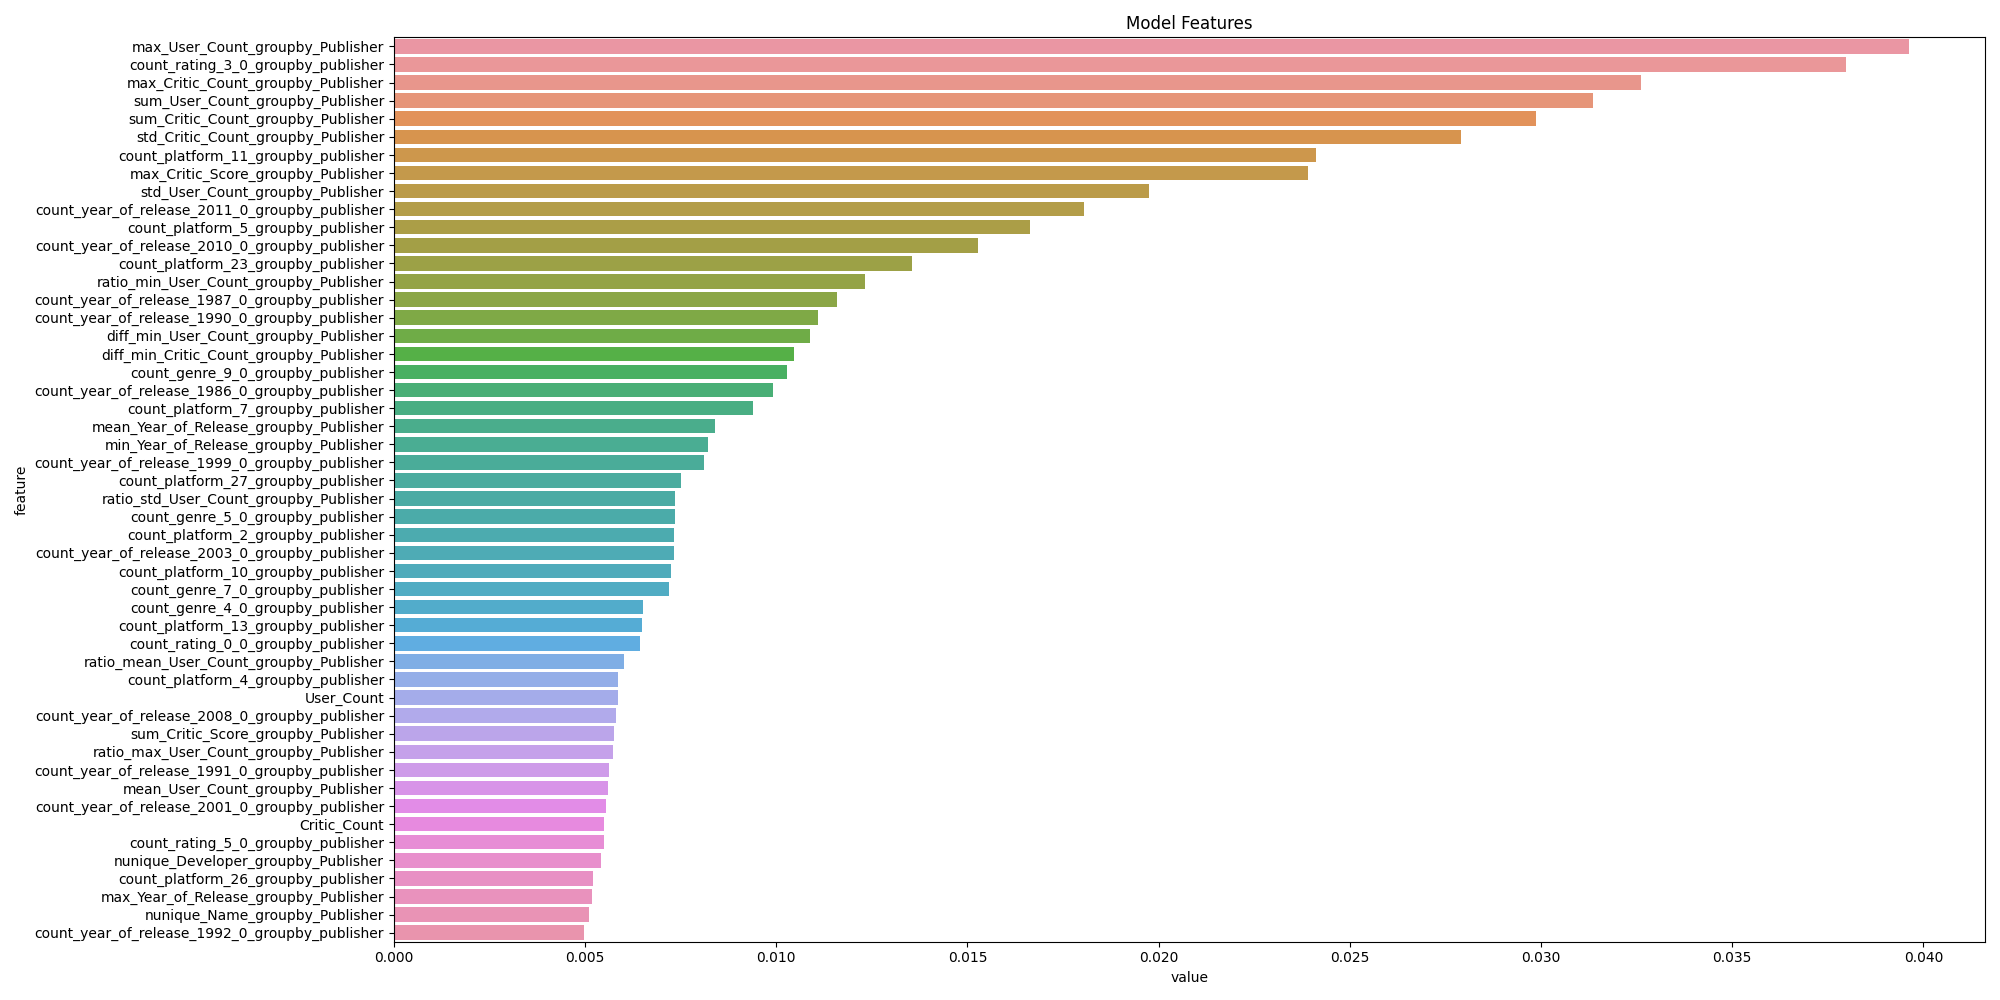 Model Features
max_User_Count_groupby_Publisher
count_rating_3_0_groupby_publisher
max_Critic_Count_groupby_Publisher
sum_User_Count_groupby_Publisher
sum_Critic_Count_groupby_Publisher
std_Critic_Count_groupby_Publisher
count_platform_11_groupby_publisher
max_Critic_Score_groupby_Publisher
std_User_Count_groupby_Publisher
count_year_of_release_2011_0_groupby_publisher
count_platform_5_groupby_publisher
count_year_of_release_2010_0_groupby_publisher
count_platform_23_groupby_publisher
ratio_min_User_Count_groupby_Publisher
count_year_of_release_1987_0_groupby_publisher
count_year_of_release_1990_0_groupby_publisher
diff_min_User_Count_groupby_Publisher
diff_min_Critic_Count_groupby_Publisher
count_genre_9_0_groupby_publisher
count_year_of_release_1986_0_groupby_publisher
count_platform_7_groupby_publisher
mean_Year_of_Release_groupby_Publisher
min_Year_of_Release_groupby_Publisher
count_year_of_release_1999_0_groupby_publisher
count_platform_27_groupby_publisher
ratio_std_User_Count_groupby_Publisher
count_genre_5_0_groupby_publisher
count_platform_2_groupby_publisher
count_year_of_release_2003_0_groupby_publisher
count_platform_10_groupby_publisher
count_genre_7_0_groupby_publisher
count_genre_4_0_groupby_publisher
count_platform_13_groupby_publisher
count_rating_0_0_groupby_publisher
ratio_mean_User_Count_groupby_Publisher
count_platform_4_groupby_publisher
User_Count
count_year_of_release_2008_0_groupby_publisher
sum_Critic_Score_groupby_Publisher
ratio_max_User_Count_groupby_Publisher
count_year_of_release_1991_0_groupby_publisher
mean_User_Count_groupby_Publisher
count_year_of_release_2001_0_groupby_publisher
Critic_Count
count_rating_5_0_groupby_publisher
nunique_Developer_groupby_Publisher
count_platform_26_groupby_publisher
max_Year_of_Release_groupby_Publisher
nunique_Name_groupby_Publisher
count_year_of_release_1992_0_groupby_publisher
feature
0.000 0.005 0.010 0.015 0.020 0.025 0.030 0.035 0.040
value